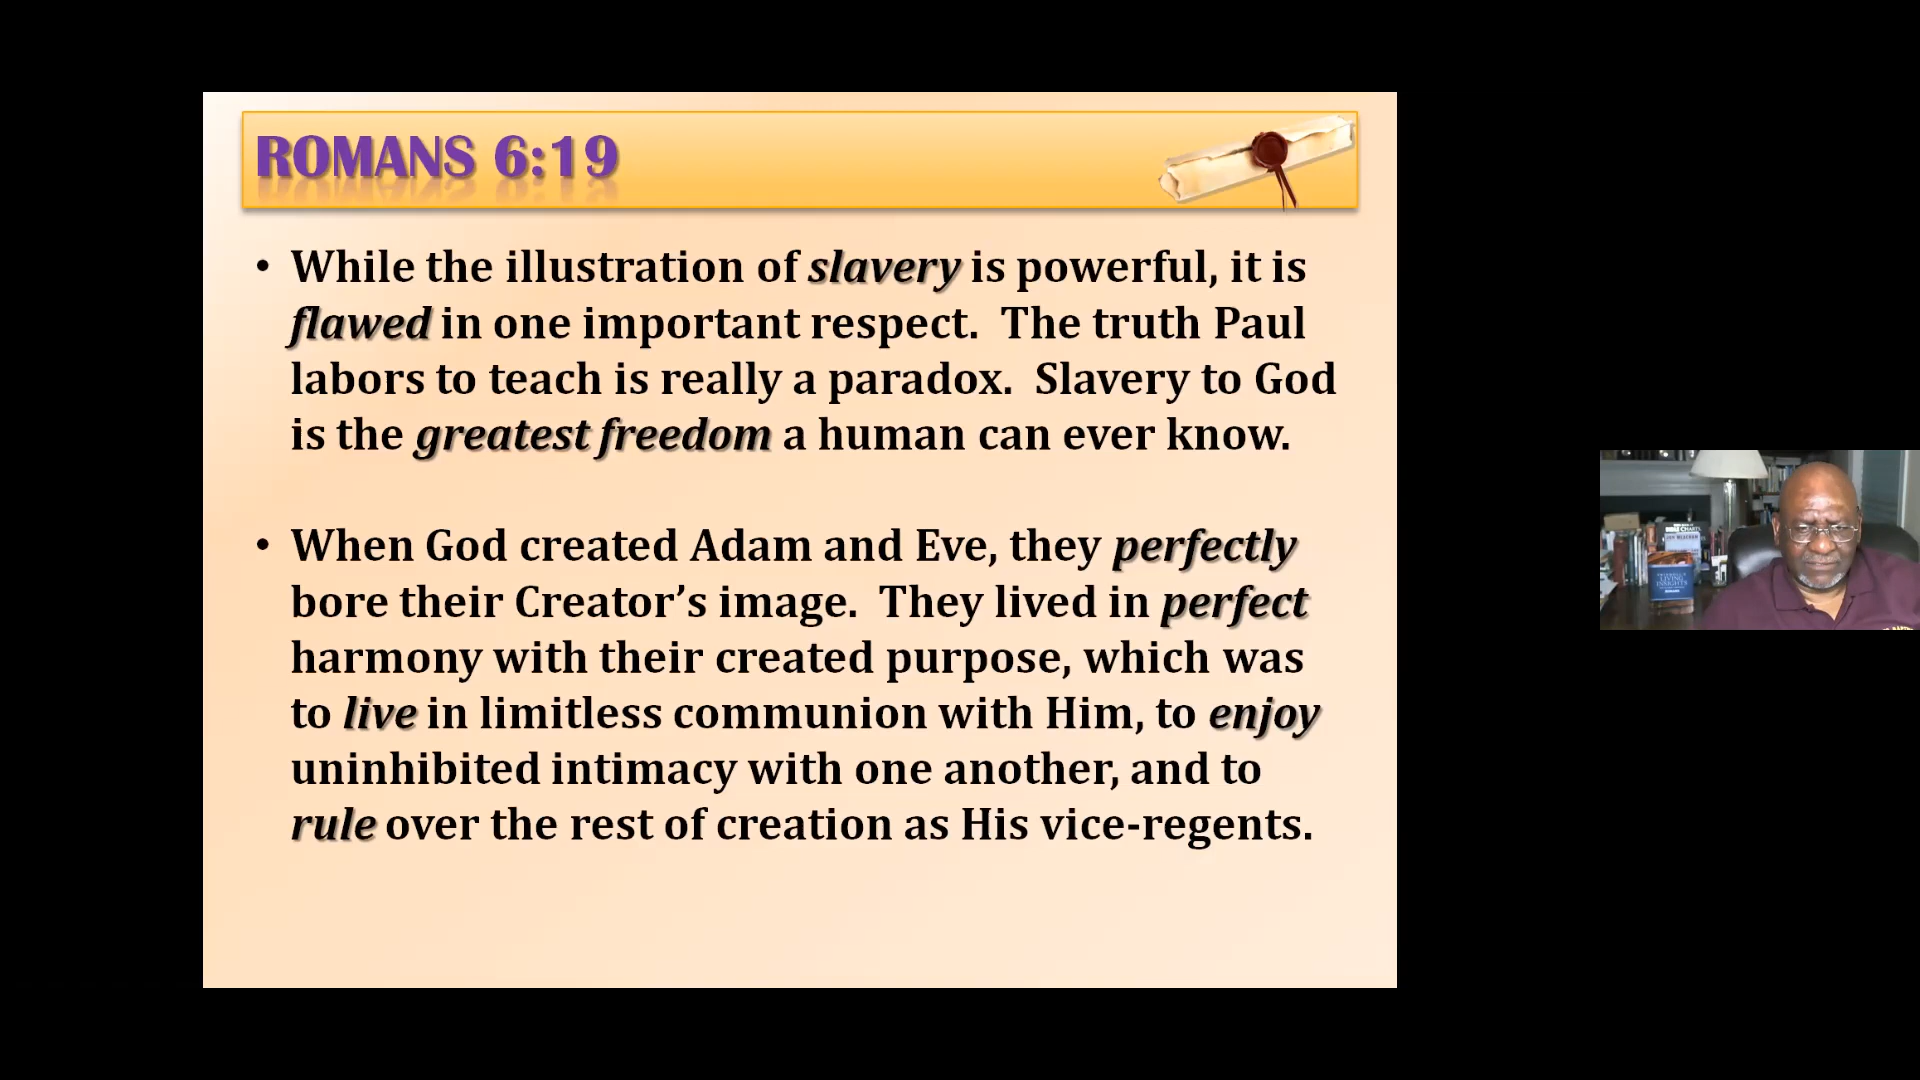 ROMANS 6:19
• While the illustration of slavery is powerful, it is
flawed in one important respect.  The truth Paul
labors to teach is really a paradox.  Slavery to God
is the greatest freedom a human can ever know.
• When God created Adam and Eve, they perfectly
bore their Creator’s image.  They lived in perfect
harmony with their created purpose, which was
to live in limitless communion with Him, to enjoy
uninhibited intimacy with one another, and to
rule over the rest of creation as His vice-regents.
BIBLE CHARTS
LIVING
INSIGHTS